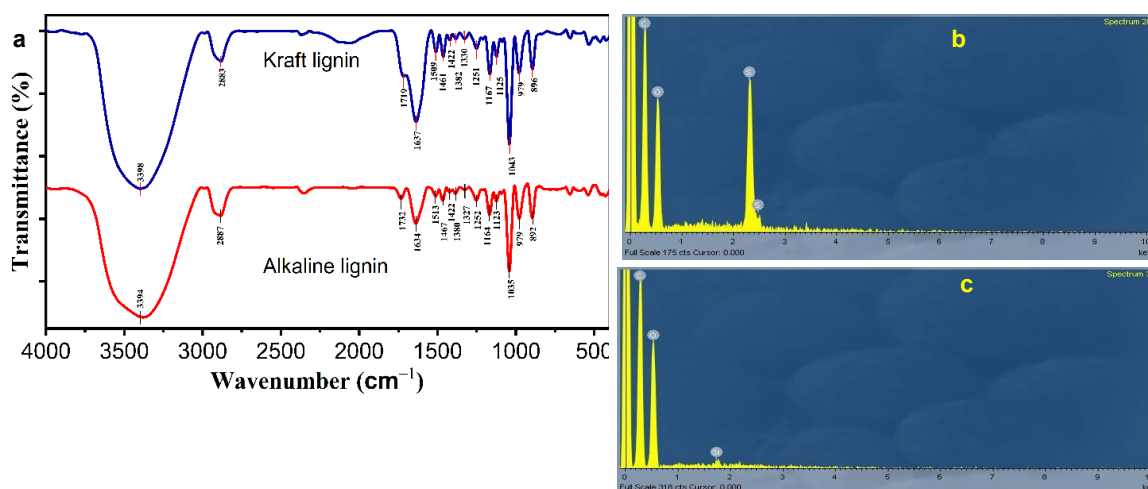 a
Kraft lignin
Alkaline lignin
Transmittance (%)
3398
2883
1719
1637
1509
1461
1422
1382
1330
1251
1167
1125
1043
979
896
3394
2887
1732
1634
1513
1467
1422
1380
1327
1252
1164
1123
1035
979
892
4000 3000 2500 2000 1500 1000 500
Wavenumber (cm⁻¹)
b
C
O
S
S
0 1 2 3 4 5 6 7 8 9 10
Full Scale 175 cts Cursor: 0.000
c
C
O
Si
0 1 2 3 4 5 6 7 8 9
Full Scale 318 cts Cursor: 0.000